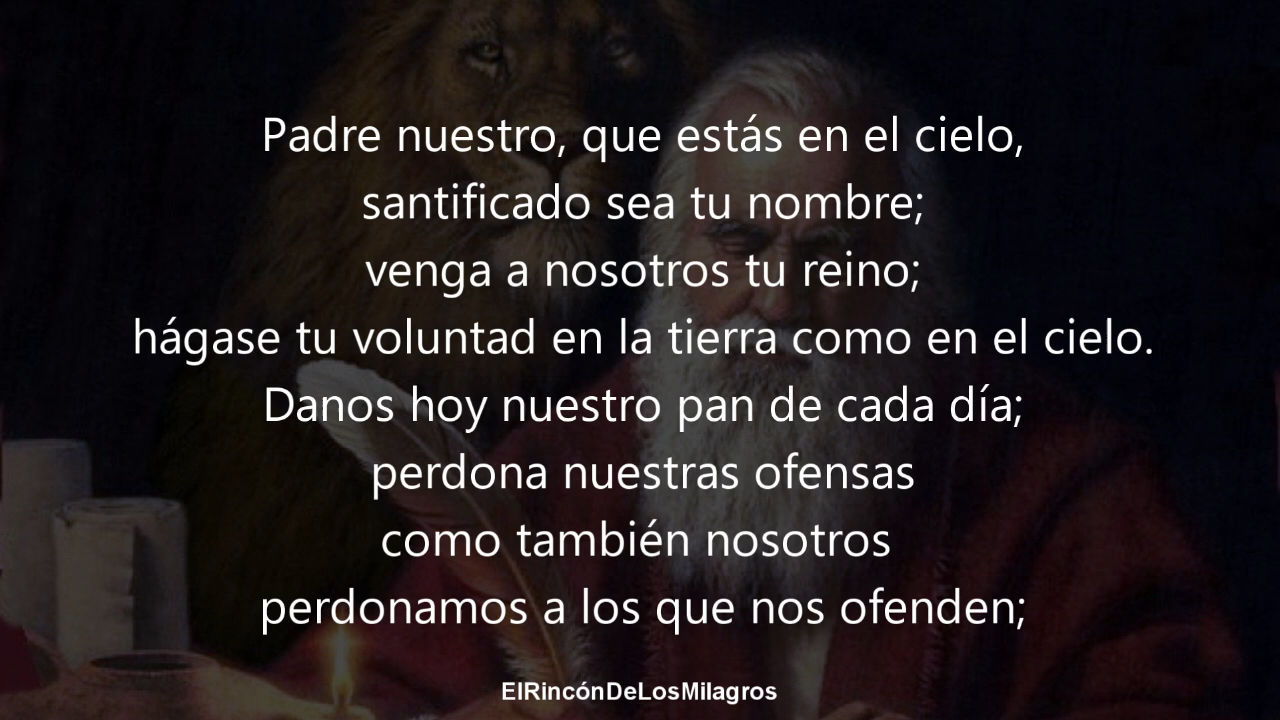 Padre nuestro, que estás en el cielo,
santificado sea tu nombre;
venga a nosotros tu reino;
hágase tu voluntad en la tierra como en el cielo.
Danos hoy nuestro pan de cada día;
perdona nuestras ofensas
como también nosotros
perdonamos a los que nos ofenden;
ElRincónDeLosMilagros